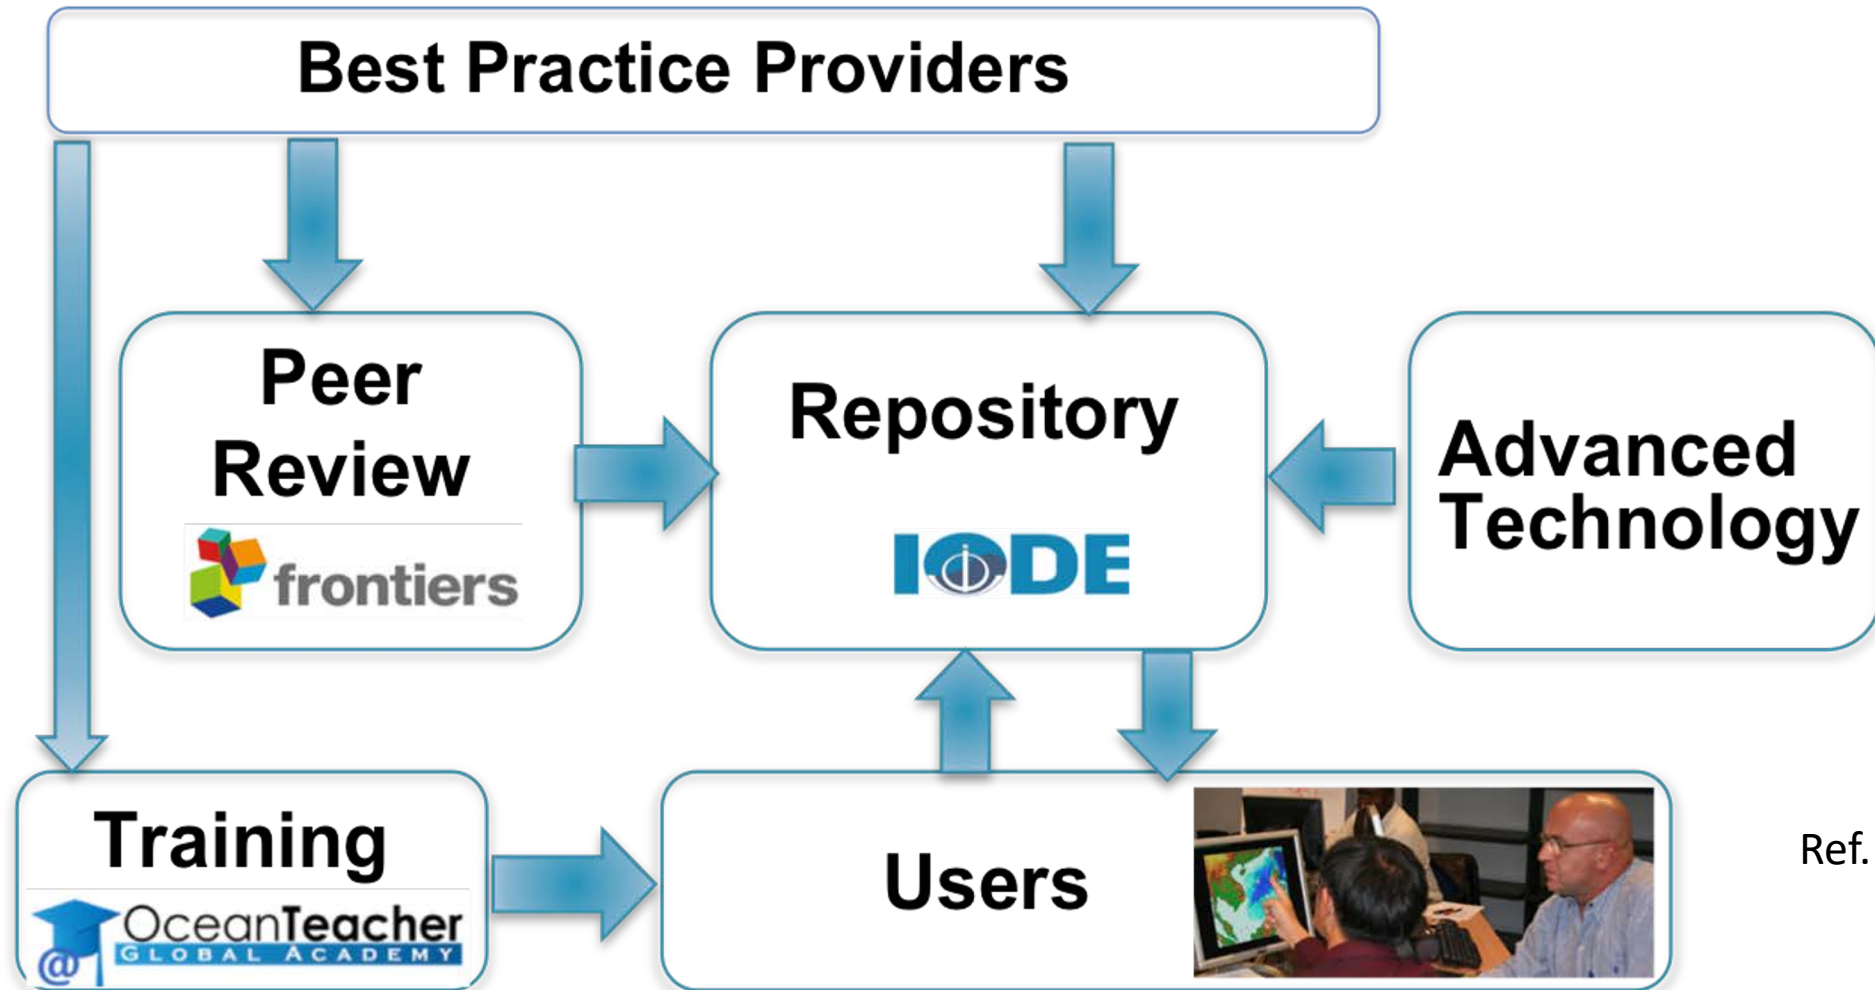 Best Practice Providers
Peer
Review
frontiers
Repository
IODE
Advanced
Technology
Training
@
OceanTeacher
GLOBAL ACADEMY
Users
Ref.